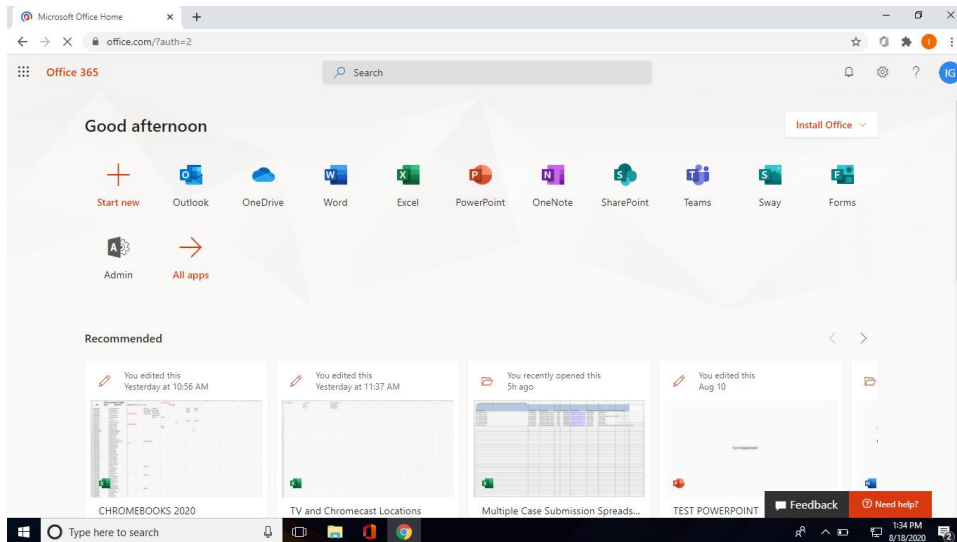 Microsoft Office Home
office.com/?auth=2
Office 365
Search
IG
Good afternoon
Install Office
Start new
Outlook
OneDrive
Word
Excel
PowerPoint
OneNote
SharePoint
Teams
Sway
Forms
Admin
All apps
Recommended
You edited this
Yesterday at 10:56 AM
You edited this
Yesterday at 11:37 AM
You recently opened this
5h ago
You edited this
Aug 10
CHROMEBOOKS 2020
TV and Chromecast Locations
Multiple Case Submission Spreads...
TEST POWERPOINT
Feedback
Need help?
Type here to search
1:34 PM
8/18/2020
2